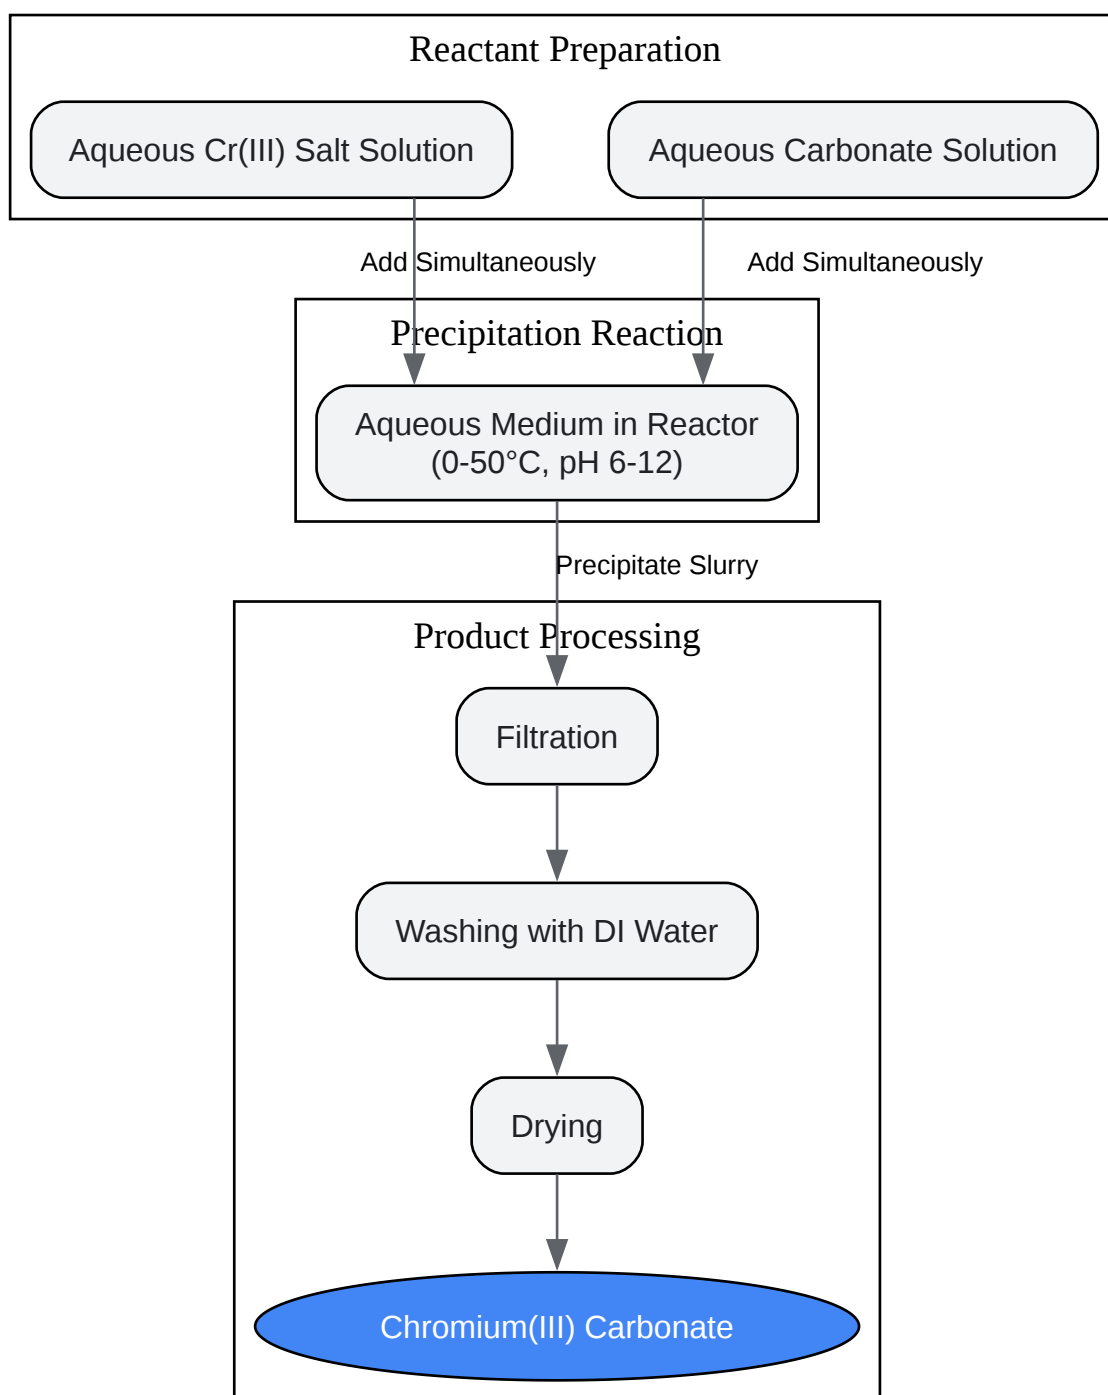 Reactant Preparation
Aqueous Cr(III) Salt Solution
Aqueous Carbonate Solution
Add Simultaneously
Add Simultaneously
Precipitation Reaction
Aqueous Medium in Reactor
(0-50°C, pH 6-12)
Precipitate Slurry
Product Processing
Filtration
Washing with DI Water
Drying
Chromium(III) Carbonate